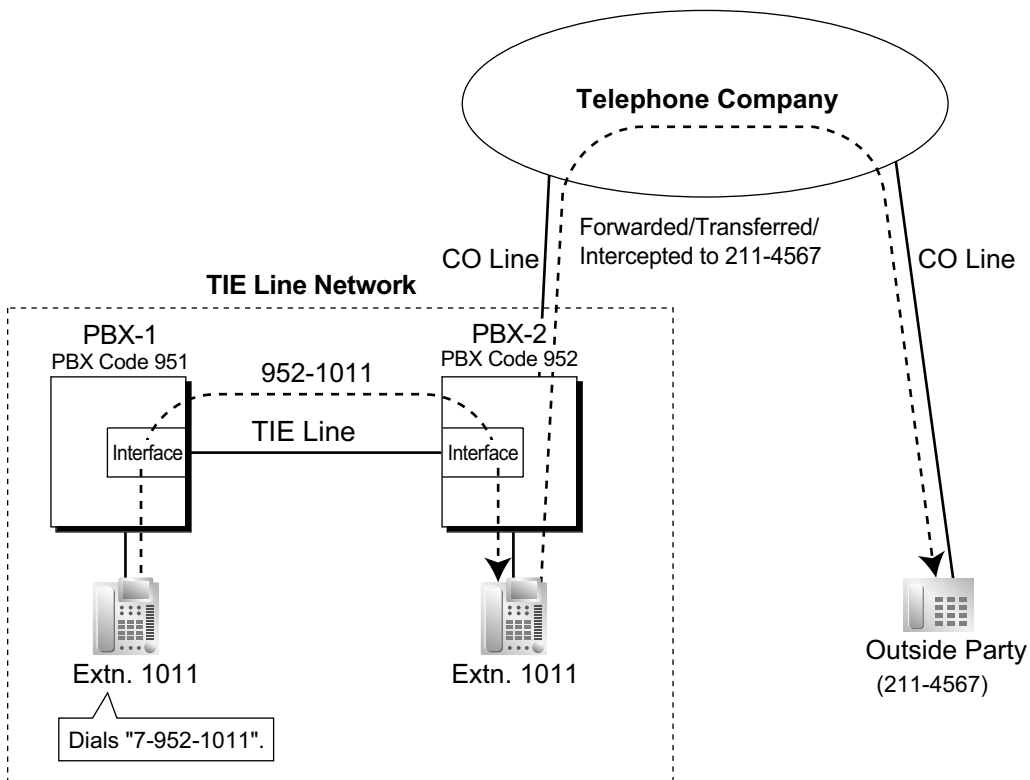 Telephone Company
Forwarded/Transferred/
Intercepted to 211-4567
CO Line
CO Line
TIE Line Network
PBX-1
PBX Code 951
PBX-2
PBX Code 952
952-1011
TIE Line
Interface
Interface
Extn. 1011
Extn. 1011
Outside Party
(211-4567)
Dials "7-952-1011".